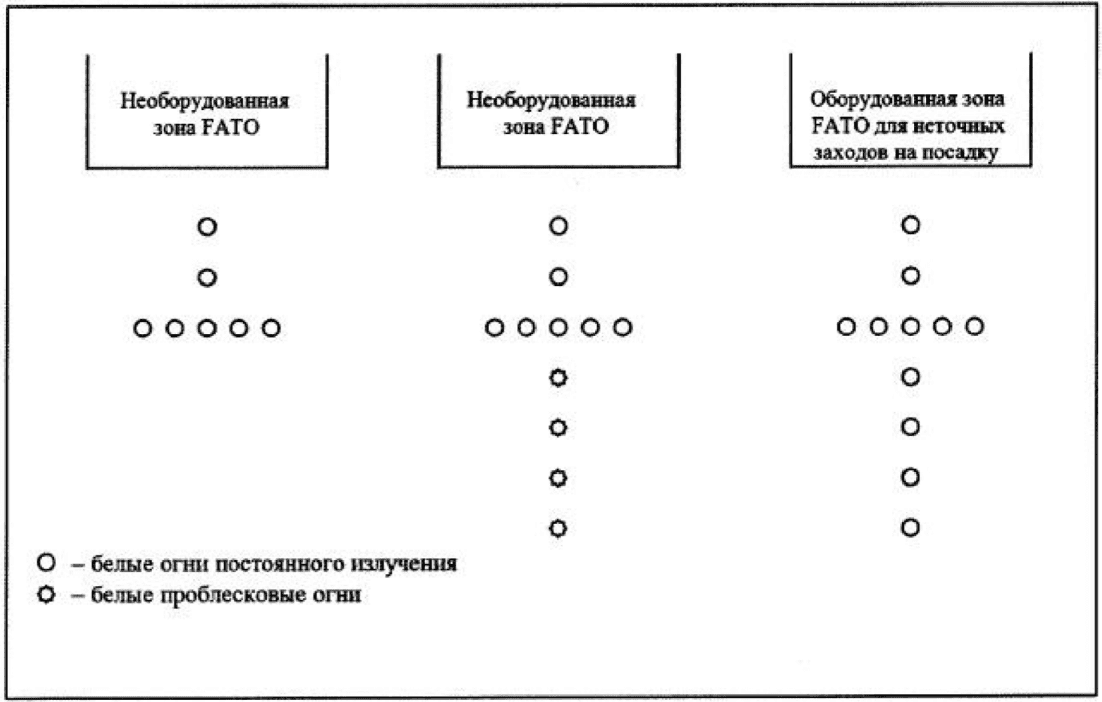 Необорудованная
зона FATO
Необорудованная
зона FATO
Оборудованная зона
FATO для неточных
заходов на посадку
– белые огни постоянного излучения
– белые проблесковые огни